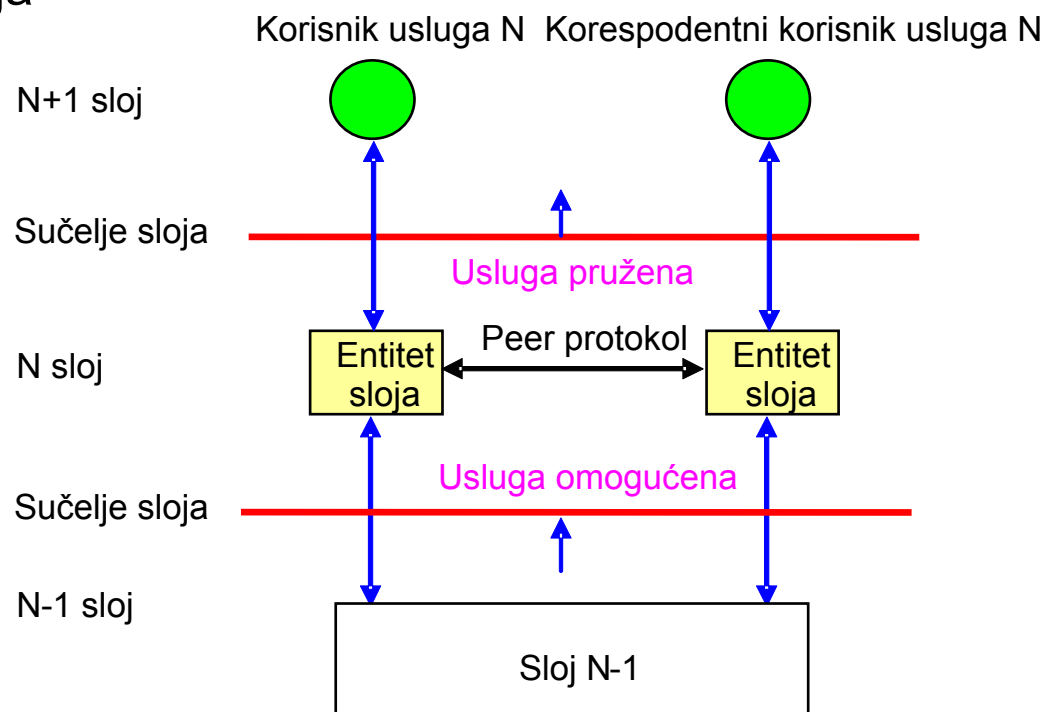 Korisnik usluga N Korespodentni korisnik usluga N
N+1 sloj
Sučelje sloja
Usluga pružena
Peer protokol
N sloj
Entitet
sloja
Entitet
sloja
Usluga omogućena
Sučelje sloja
N-1 sloj
Sloj N-1